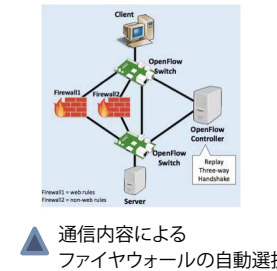 Client
OpenFlow
Switch
Firewall1
Firewall2
OpenFlow
Controller
OpenFlow
Switch
Replay
Three-way
Handshake
Firewall1 = web rules
Firewall2 = non-web rules
Server
通信内容による
ファイヤウォールの自動選択